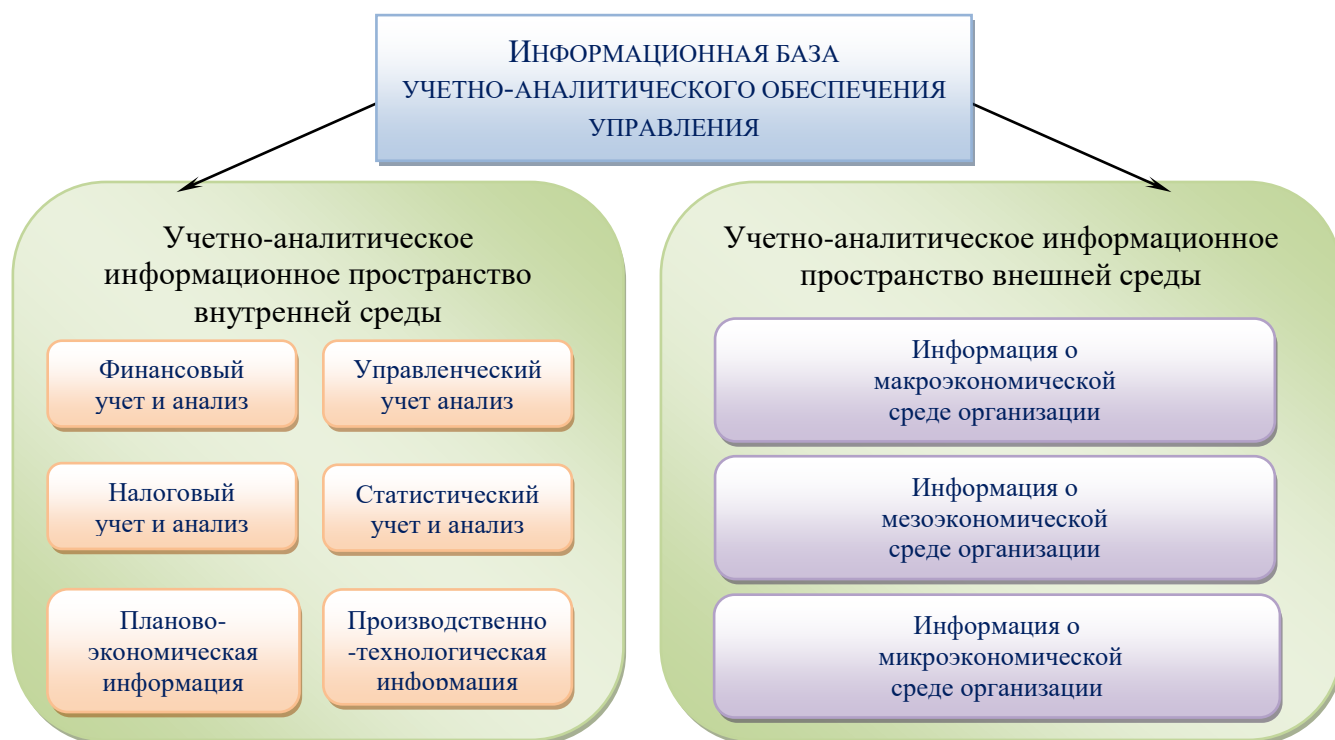 ИНФОРМАЦИОННАЯ БАЗА
УЧЕТНО-АНАЛИТИЧЕСКОГО ОБЕСПЕЧЕНИЯ
УПРАВЛЕНИЯ
Учетно-аналитическое
информационное пространство
внутренней среды
Финансовый
учет и анализ
Управленческий
учет анализ
Налоговый
учет и анализ
Статистический
учет и анализ
Планово-
экономическая
информация
Производственно
-технологическая
информация
Учетно-аналитическое информационное
пространство внешней среды
Информация о
макроэкономической
среде организации
Информация о
мезоэкономической
среде организации
Информация о
микроэкономической
среде организации